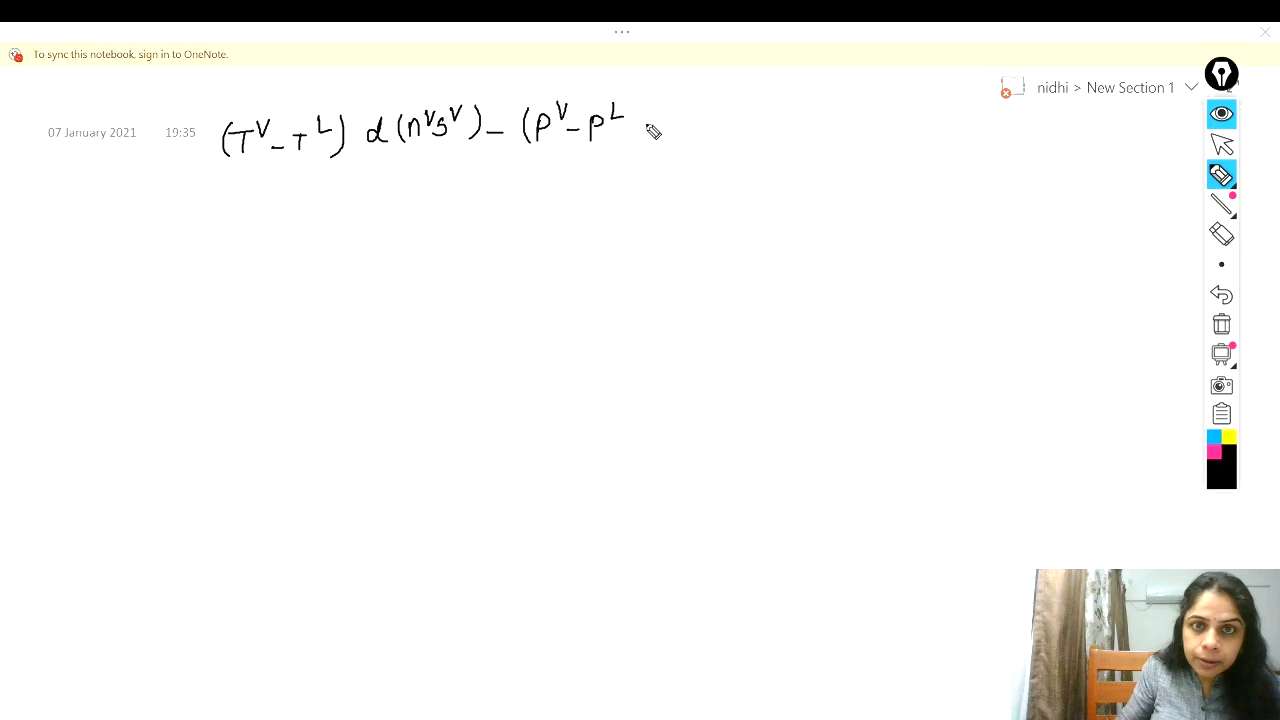 To sync this notebook, sign in to OneNote.
nidhi > New Section 1
07 January 2021 19:35
(T^V - T^L) d(n^V S^V) - (P^V - P^L